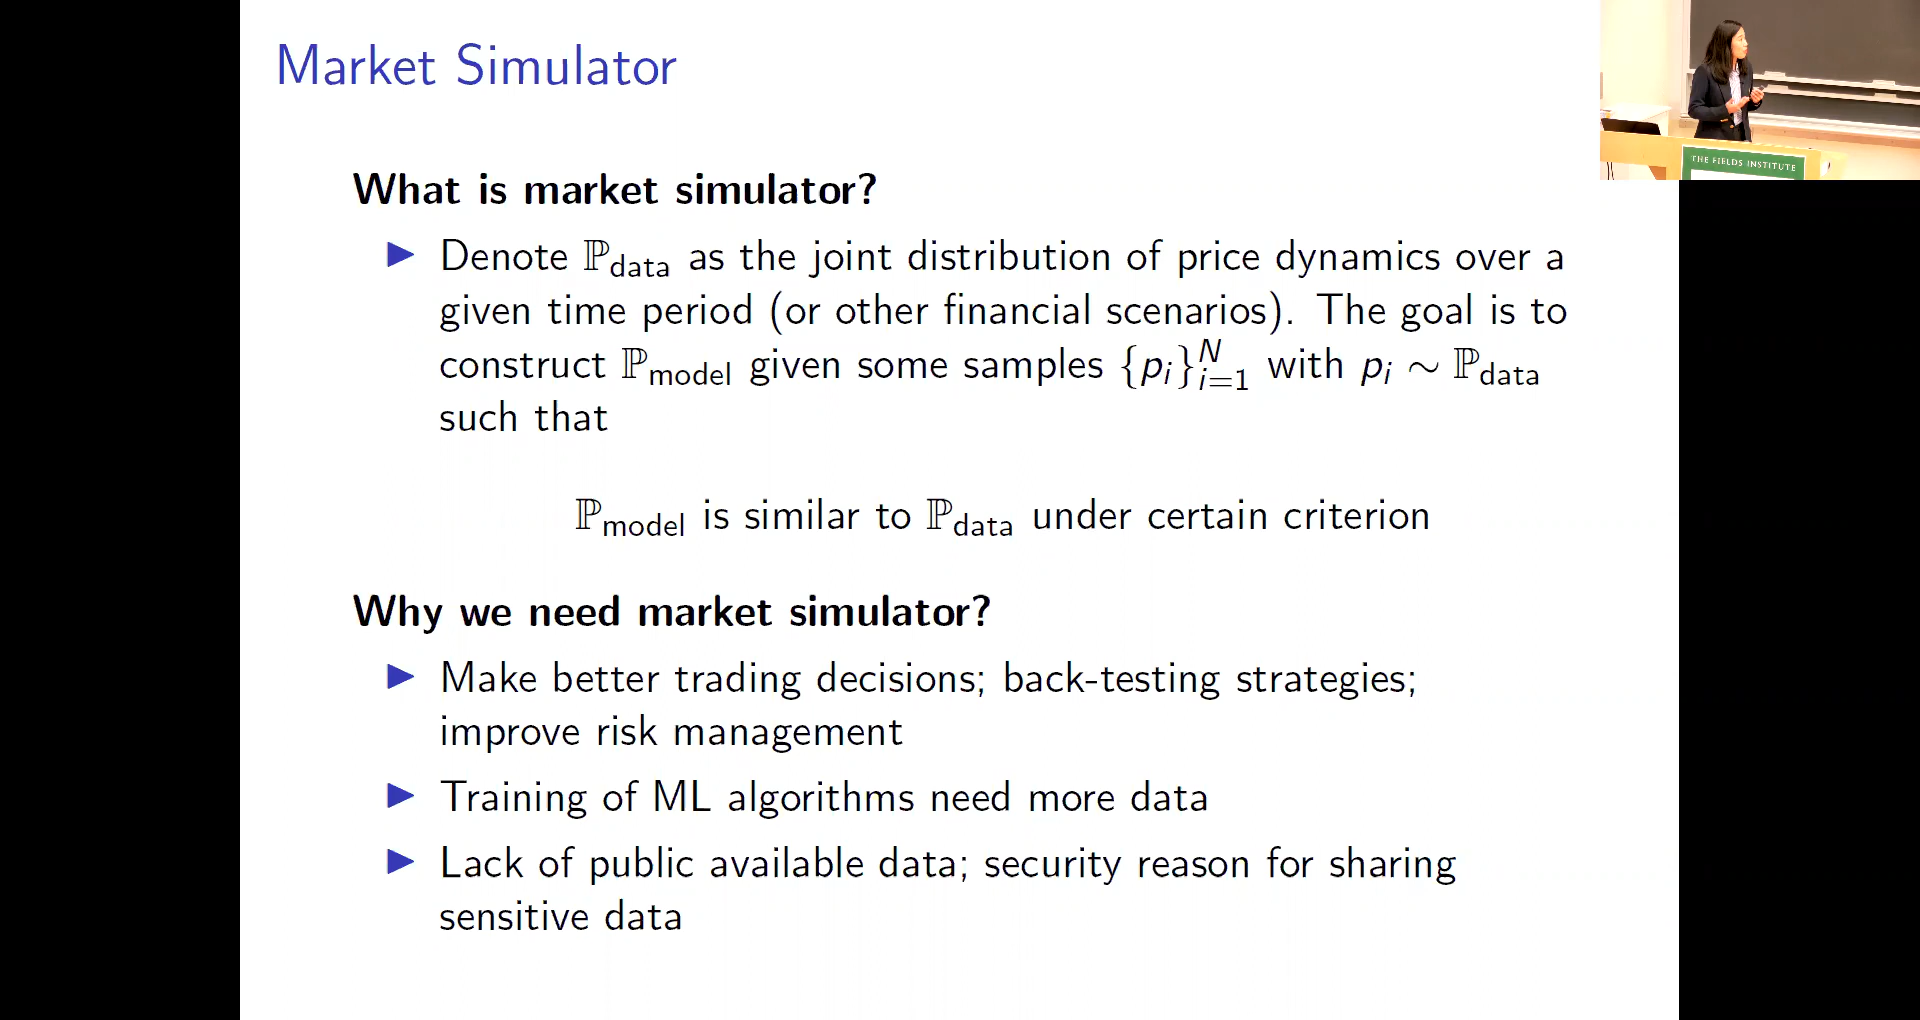 Market Simulator
THE FIELDS INSTITUTE
What is market simulator?
Denote ℙdata as the joint distribution of price dynamics over a
given time period (or other financial scenarios). The goal is to
construct ℙmodel given some samples {pi}^N_i=1 with pi ∼ ℙdata
such that
ℙmodel is similar to ℙdata under certain criterion
Why we need market simulator?
Make better trading decisions; back-testing strategies;
improve risk management
Training of ML algorithms need more data
Lack of public available data; security reason for sharing
sensitive data